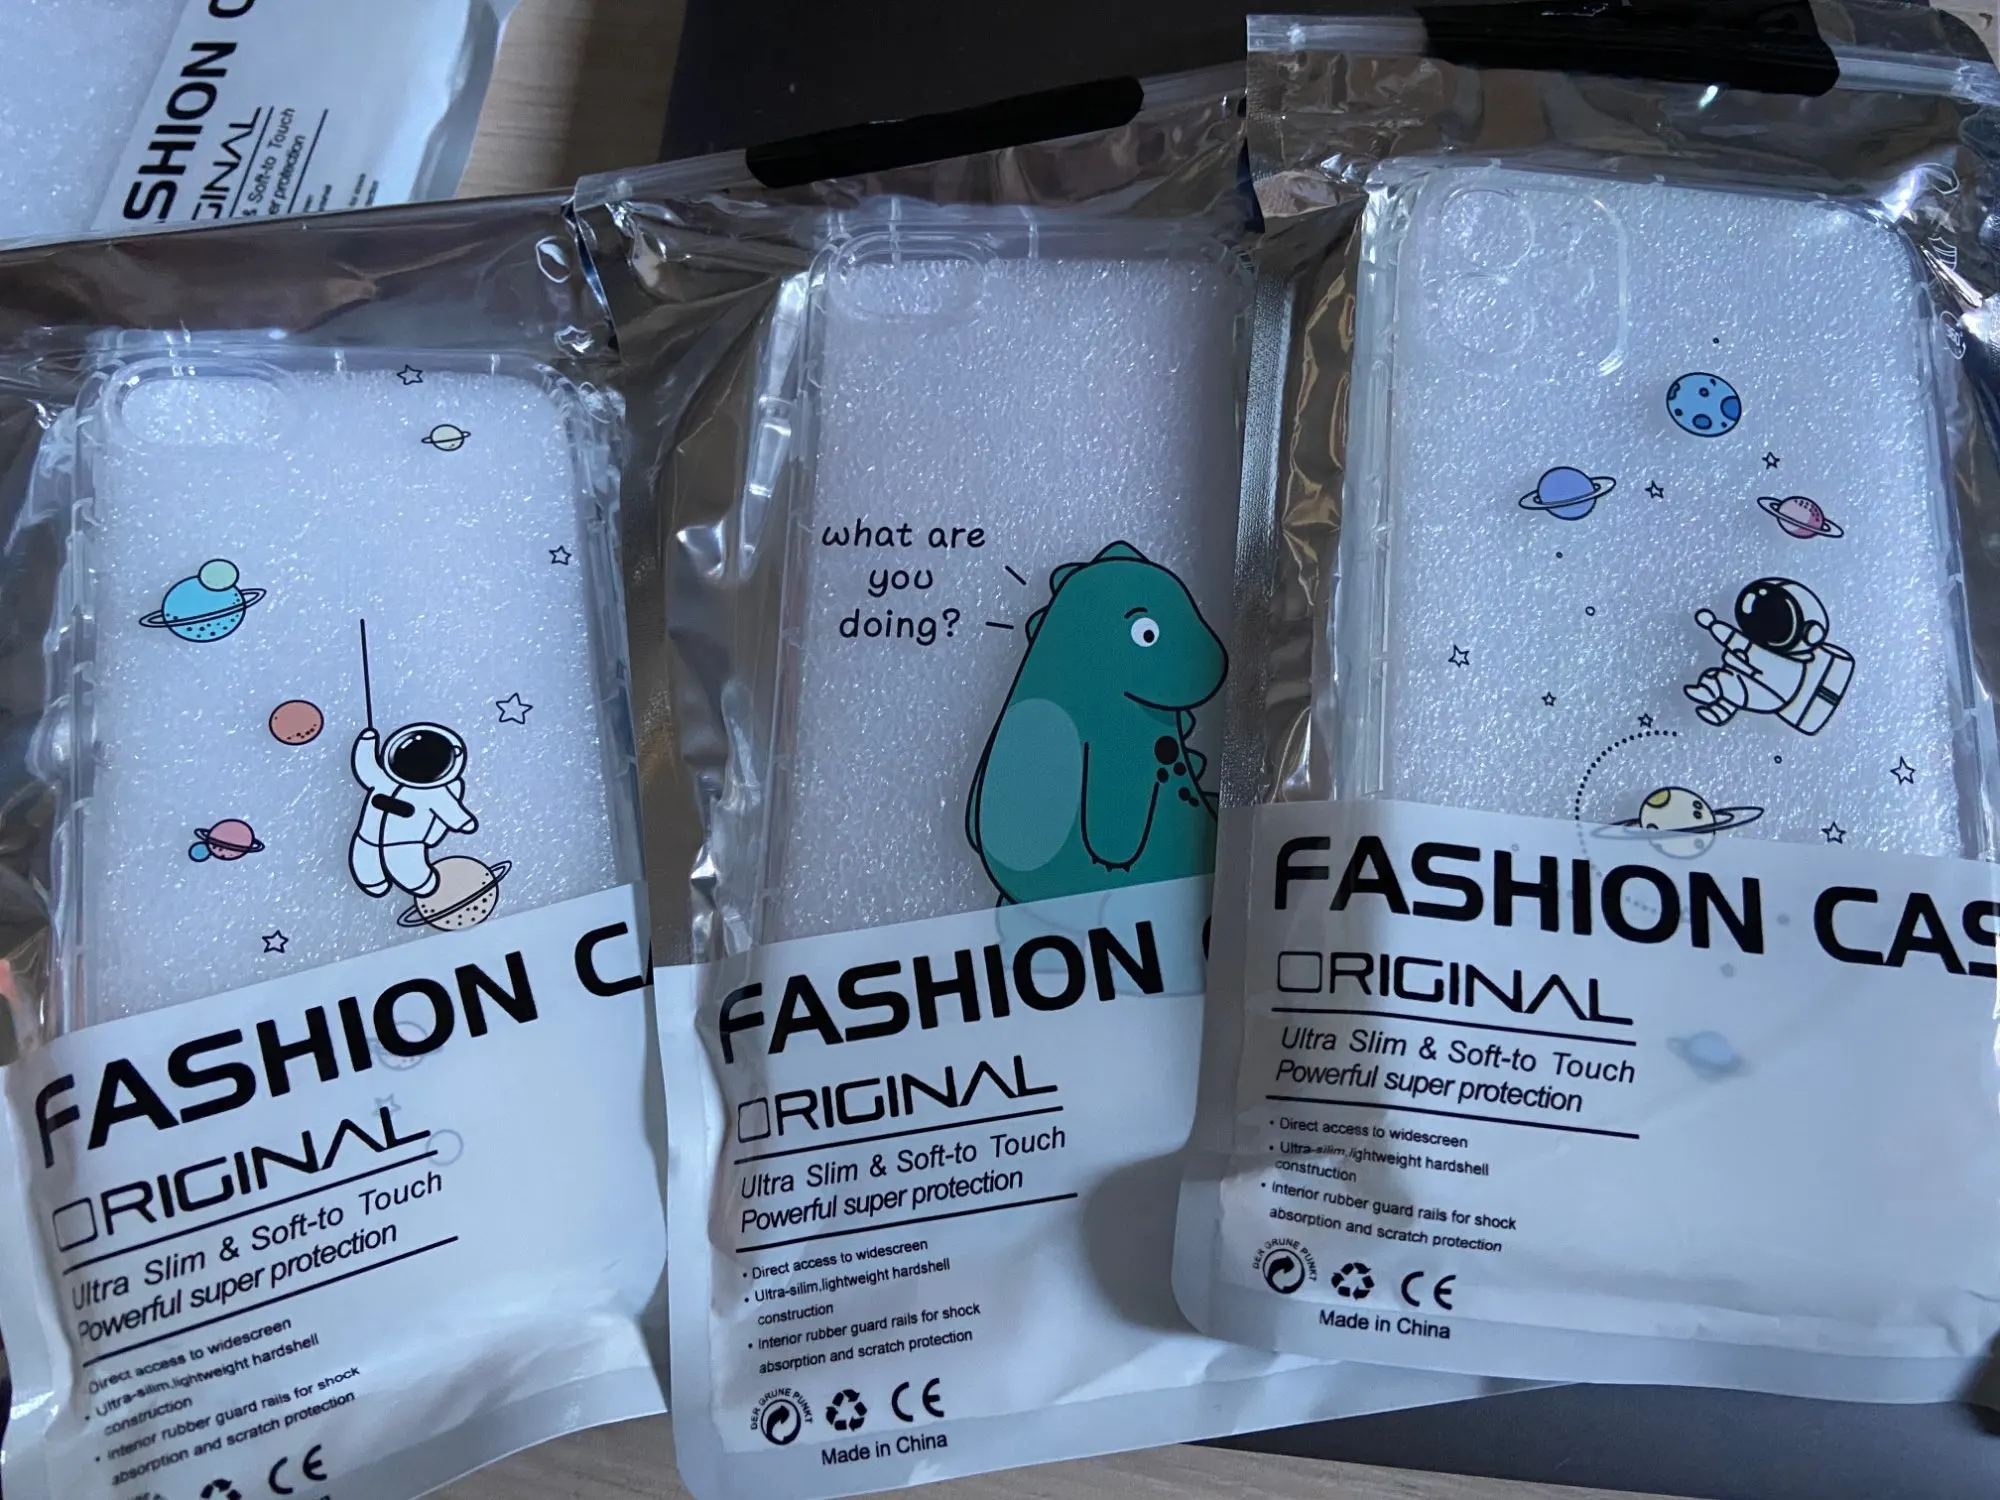 SHION C
GINAL
& Soft-to Touch
er protection
what are
you
doing?
FASHION CA
ORIGINAL
Ultra Slim & Soft-to Touch
Powerful super protection
Direct access to widescreen
• Ultra-silim,lightweight hardshell
construction
• Interior rubber guard rails for shock
absorption and scratch protection
CE
FASHION
ORIGINAL
Ultra Slim & Soft-to Touch
Powerful super protection
• Direct access to widescreen
• Ultra-silim,lightweight hardshell
construction
• Interior rubber guard rails for shock
absorption and scratch protection
DER GRUNE PUNKT
CE
Made in China
FASHION CAS
ORIGINAL
Ultra Slim & Soft-to Touch
Powerful super protection
• Direct access to widescreen
• Ultra-silim,lightweight hardshell
construction
• Interior rubber guard rails for shock
absorption and scratch protection
DER GRUNE PUNKT
CE
Made in China